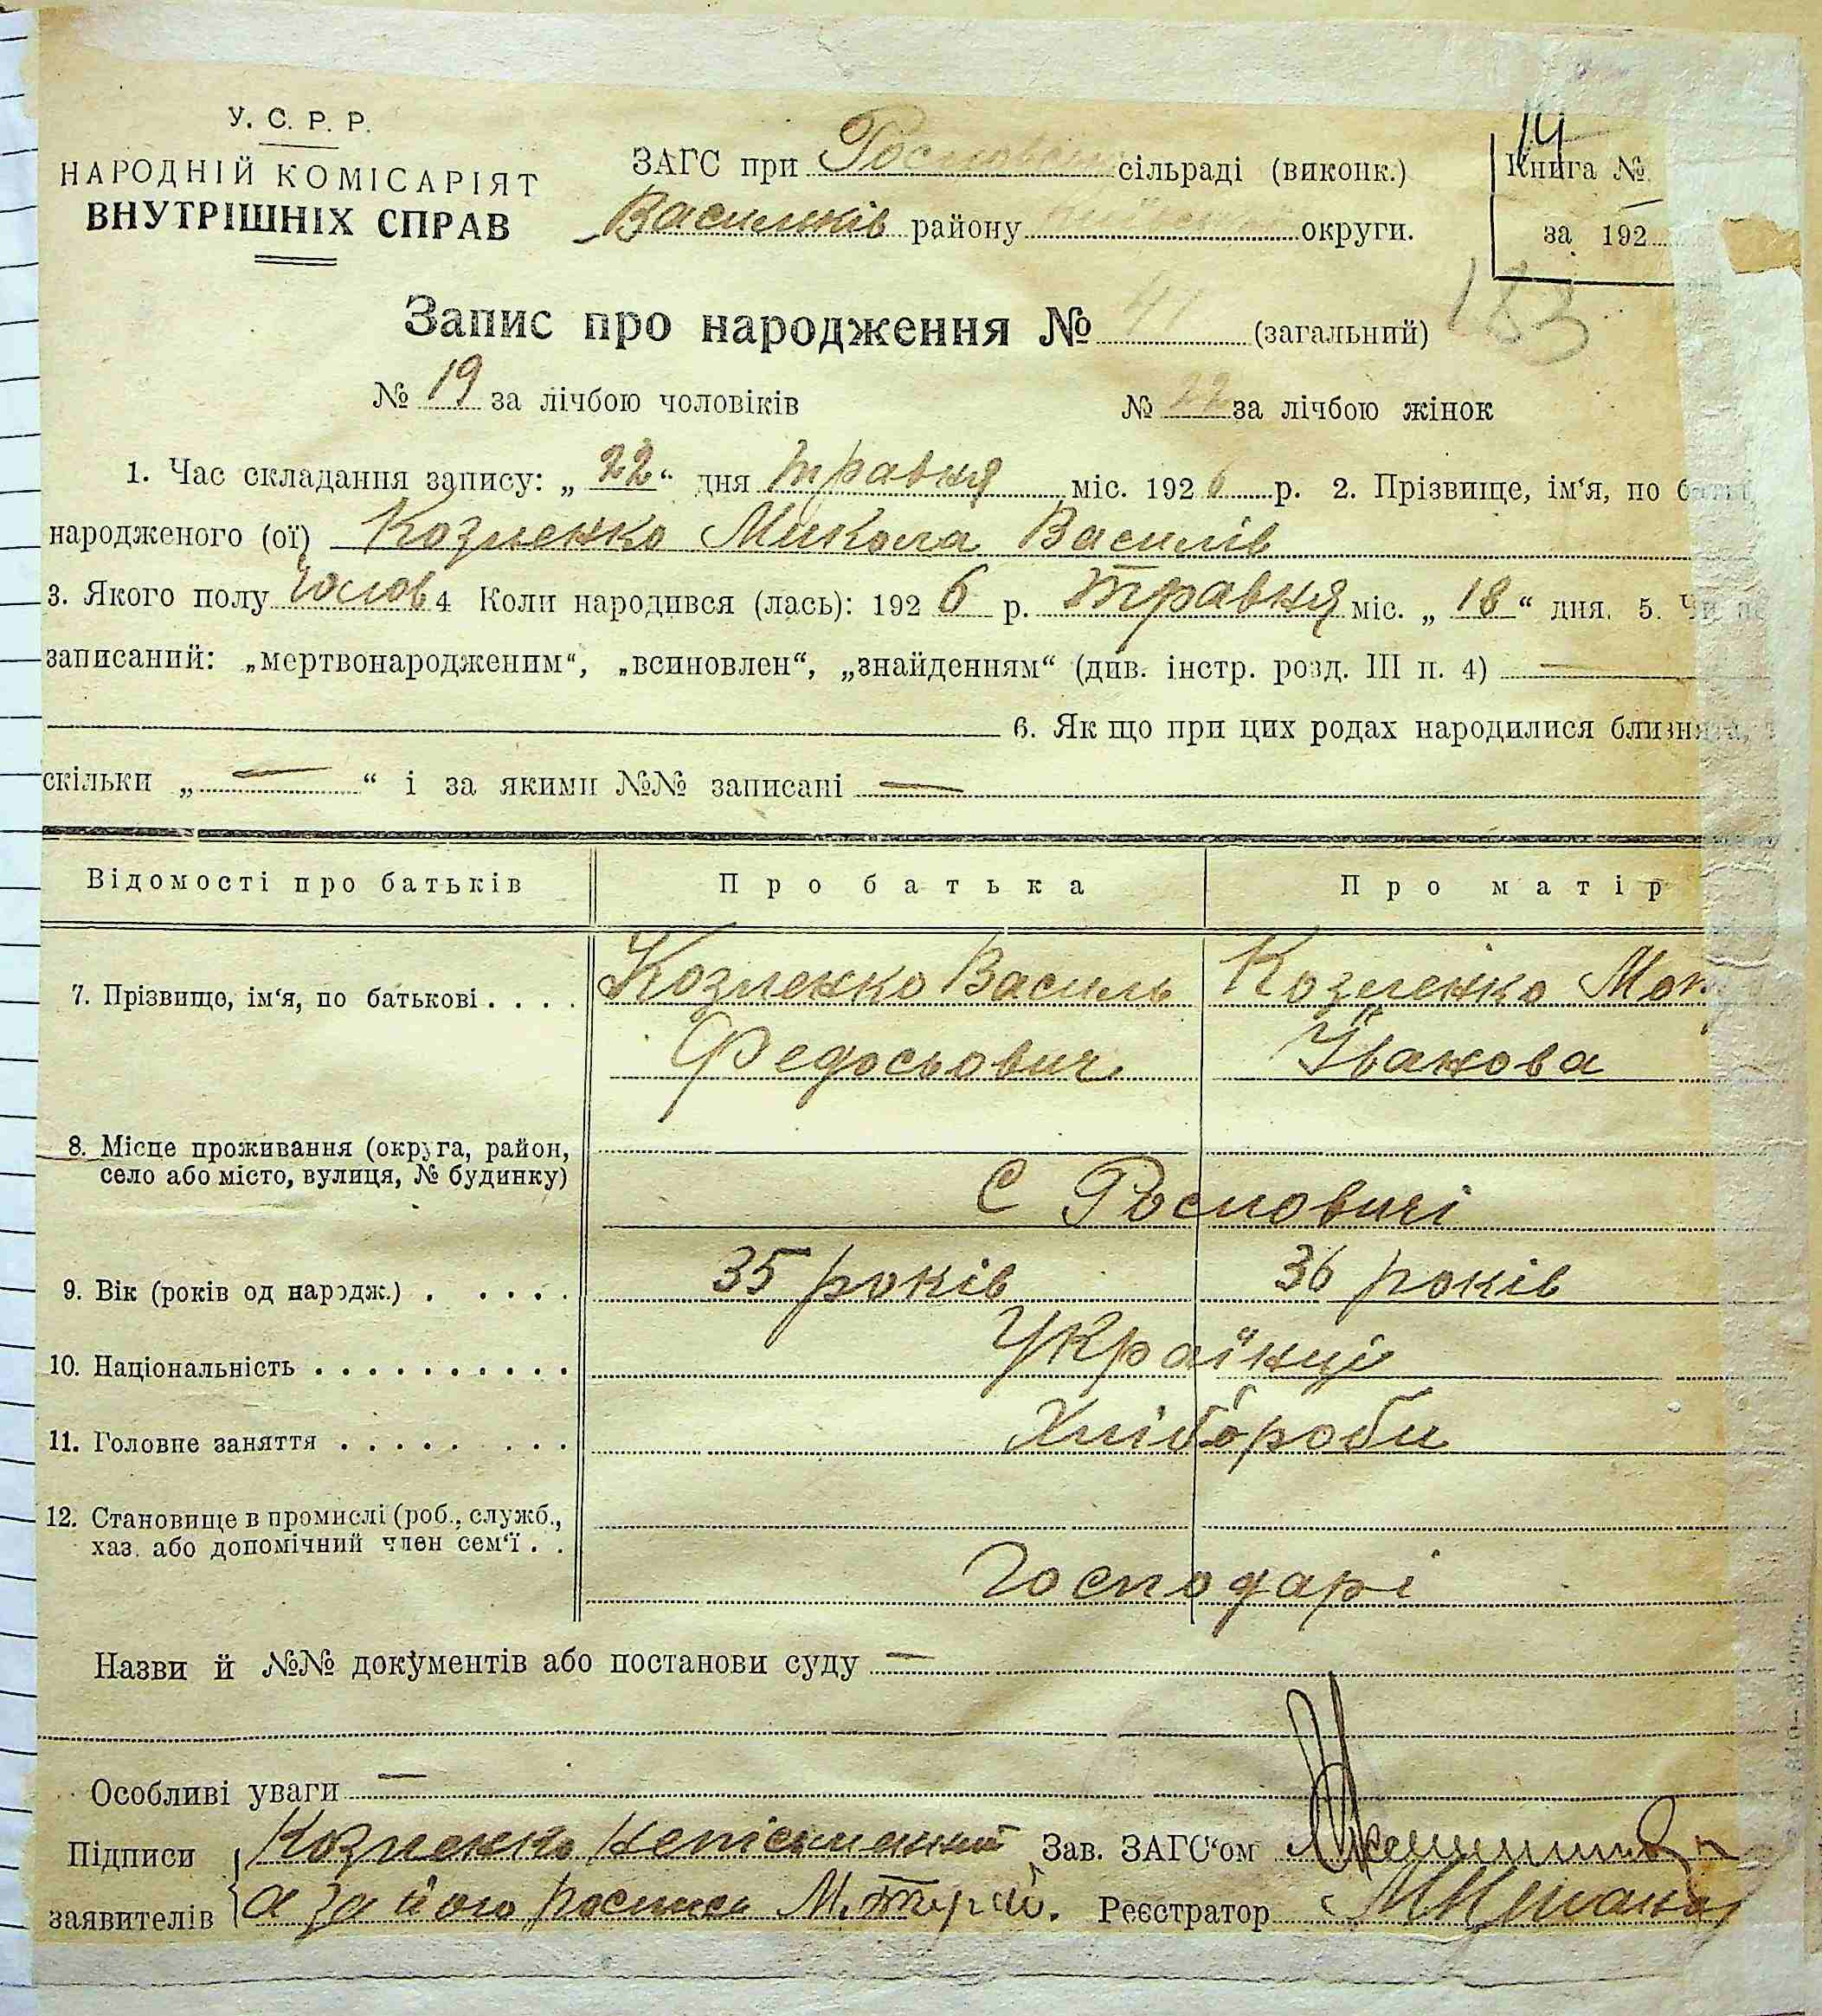 У. С. Р. Р.
НАРОДНІЙ КОМІСАРІЯТ
ВНУТРІШНІХ СПРАВ
ЗАГС при сільраді (виконк.)
Васильків району округи.
14
Книга №
за 192
Запис про народження № 41 (загальний)
183
№ 19 за лічбою чоловіків № 22 за лічбою жінок
1. Час складання запису: „22“ дня травня міс. 1926 р. 2. Прізвище, ім‘я, по батькі
народженого (ої) Козленко Микола Василів
3. Якого полу чолов 4 Коли народився (лась): 1926 р. травня міс. „18“ дня. 5. Чи не
записаний: „мертвонародженим“, „всиновлен“, „знайденням“ (див. інстр. розд. III п. 4) —
6. Як що при цих родах народилися близнята,
скільки „—“ і за якими №№ записані —
Відомості про батьків Про батька Про матір
7. Прізвище, ім‘я, по батькові . . . . Козленко Василь Козленко
Федосьович Іванова
8. Місце проживання (округа, район,
село або місто, вулиця, № будинку)
С Рословичі
9. Вік (років од народж.) . . . . . 35 років 36 років
10. Національність . . . . . . . . . . Українці
11. Головне заняття . . . . . . . . Хлібороби
12. Становище в промислі (роб., служб.,
хаз. або допомічний член сем‘ї . .
Господарі
Назви й №№ документів або постанови суду —
Особливі уваги —
Підписи Козленко неписьменний Зав. ЗАГС“ом
заявителів а за його росписк М. Реєстратор